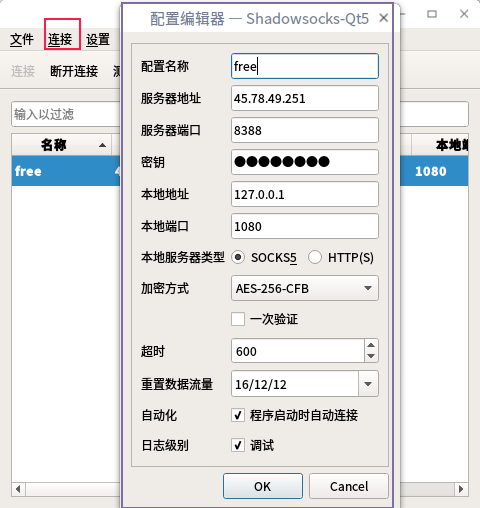 配置编辑器 — Shadowsocks-Qt5
文件 连接 设置
连接 断开连接
输入以过滤
名称 本地
free 1080
配置名称 free
服务器地址 45.78.49.251
服务器端口 8388
密钥 ●●●●●●●●
本地地址 127.0.0.1
本地端口 1080
本地服务器类型 SOCKS5 HTTP(S)
加密方式 AES-256-CFB
一次验证
超时 600
重置数据流量 16/12/12
自动化 程序启动时自动连接
日志级别 调试
OK Cancel